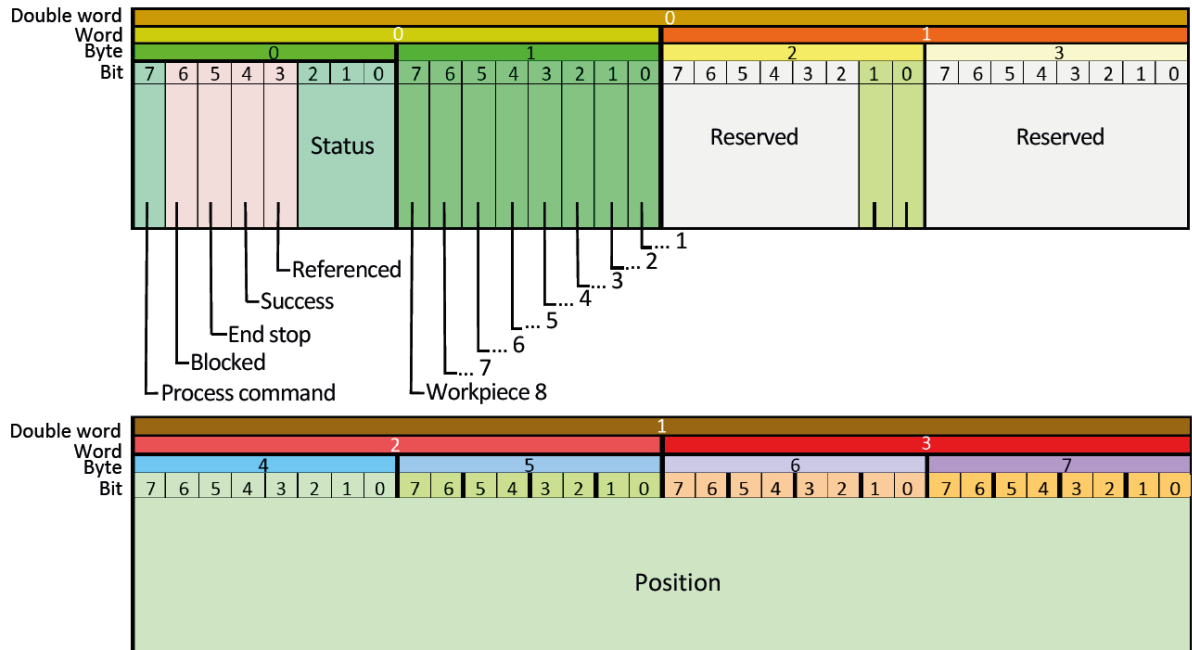 Double word 0
Word 0 1
Byte 0 1 2 3
Bit 7 6 5 4 3 2 1 0 7 6 5 4 3 2 1 0 7 6 5 4 3 2 1 0 7 6 5 4 3 2 1 0
Status Reserved Reserved
... 1
Referenced ... 2
... 3
Success ... 4
... 5
End stop ... 6
Blocked ... 7
Process command Workpiece 8
Double word 1
Word 2 3
Byte 4 5 6 7
Bit 7 6 5 4 3 2 1 0 7 6 5 4 3 2 1 0 7 6 5 4 3 2 1 0 7 6 5 4 3 2 1 0
Position